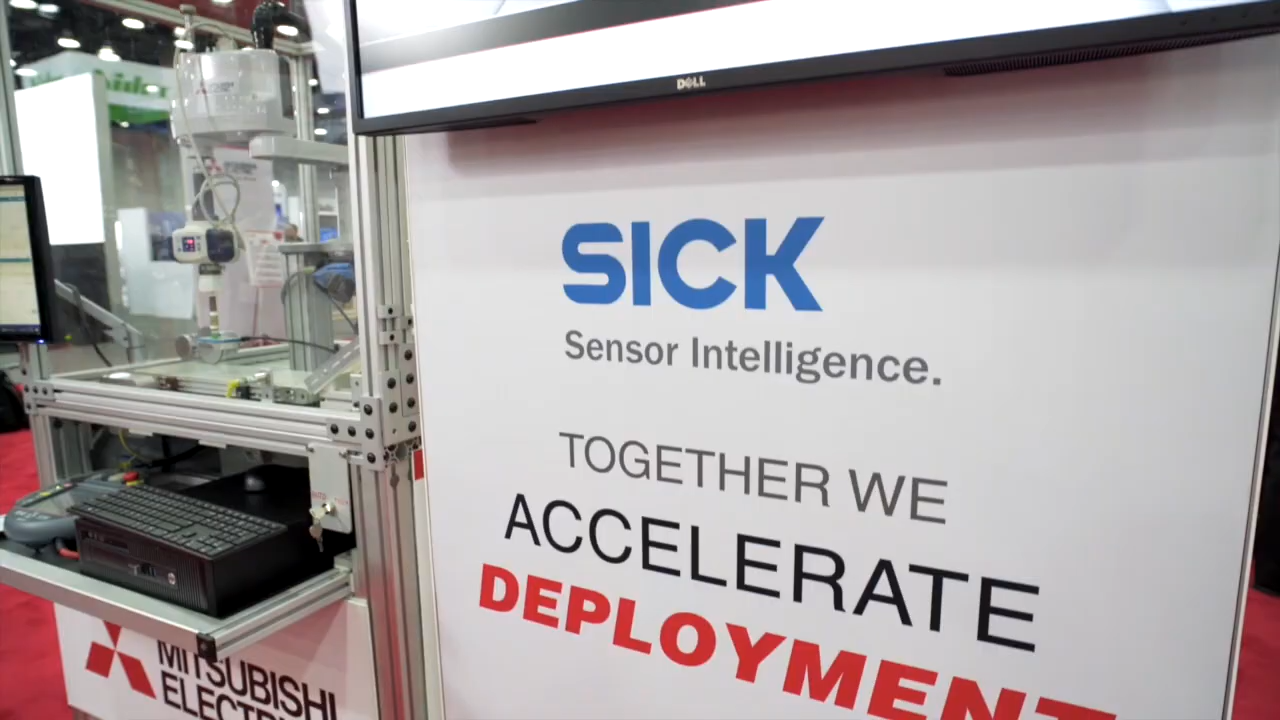 DELL
SICK
Sensor Intelligence.
TOGETHER WE
ACCELERATE
DEPLOYMENT
MITSUBISHI
ELECTRIC